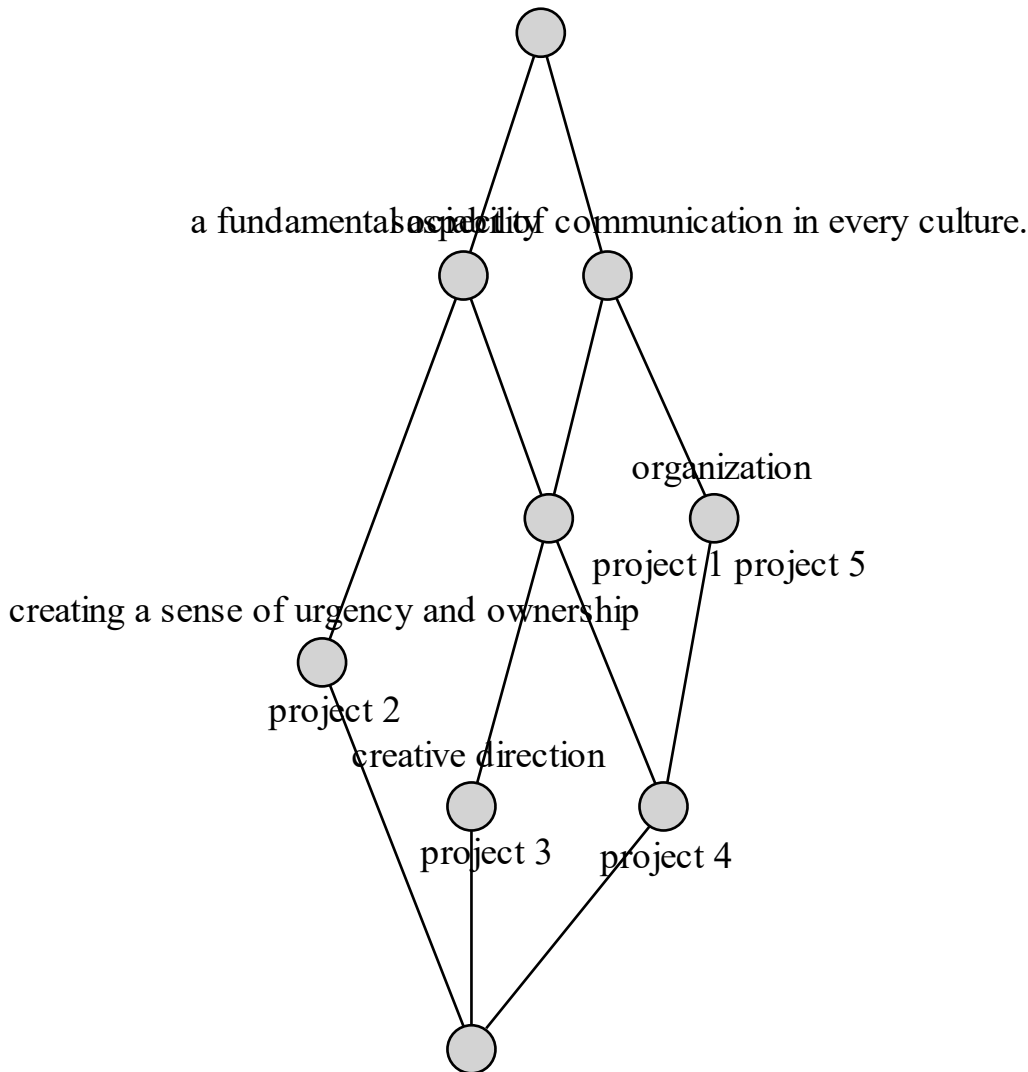 a fundamental aspect of communication in every culture.
sociability
organization
project 1 project 5
creating a sense of urgency and ownership
project 2
creative direction
project 3
project 4